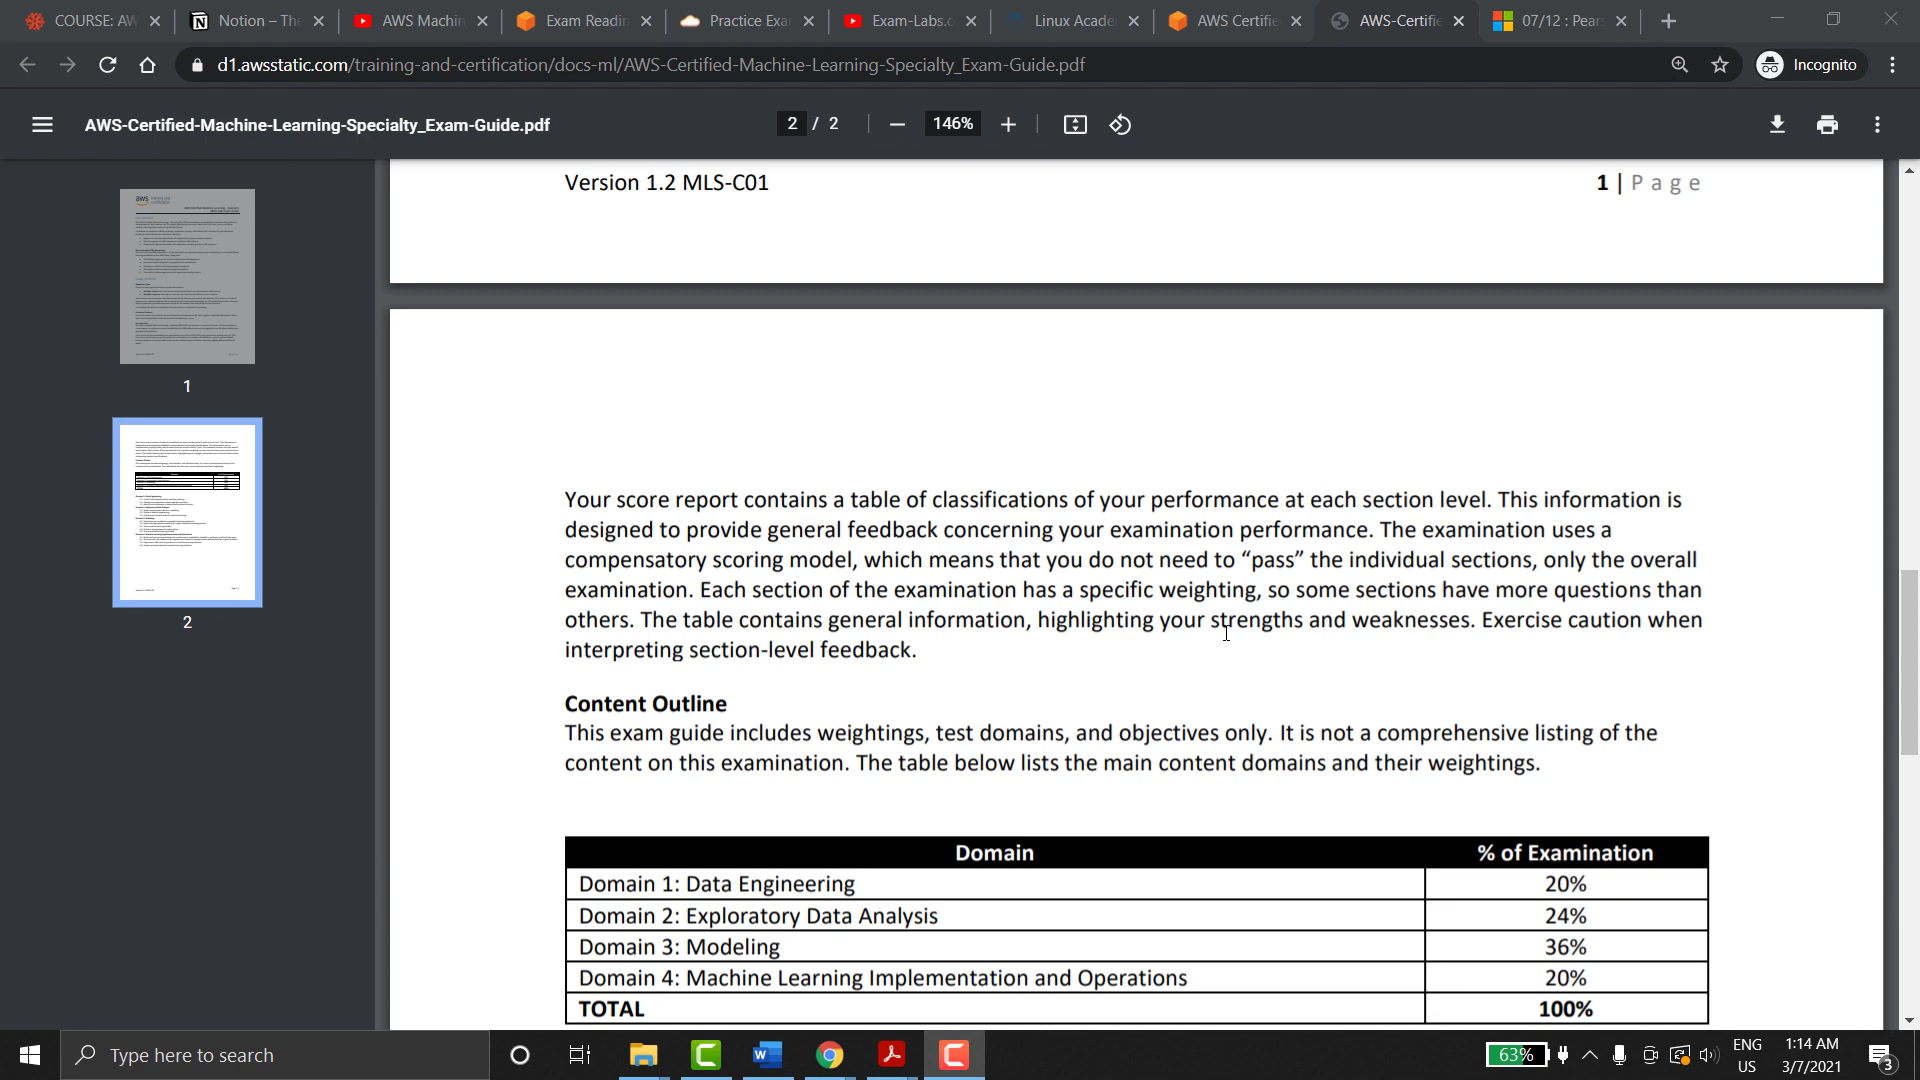 COURSE: AW
Notion – The
AWS Machin
Exam Readin
Practice Exa
Exam-Labs.c
Linux Acade
AWS Certifie
AWS-Certifie
07/12 : Pears
d1.awsstatic.com/training-and-certification/docs-ml/AWS-Certified-Machine-Learning-Specialty_Exam-Guide.pdf
Incognito
AWS-Certified-Machine-Learning-Specialty_Exam-Guide.pdf
2 / 2
146%
1
2
Version 1.2 MLS-C01
1 | Page
Your score report contains a table of classifications of your performance at each section level. This information is
designed to provide general feedback concerning your examination performance. The examination uses a
compensatory scoring model, which means that you do not need to “pass” the individual sections, only the overall
examination. Each section of the examination has a specific weighting, so some sections have more questions than
others. The table contains general information, highlighting your strengths and weaknesses. Exercise caution when
interpreting section-level feedback.
Content Outline
This exam guide includes weightings, test domains, and objectives only. It is not a comprehensive listing of the
content on this examination. The table below lists the main content domains and their weightings.
Domain % of Examination
Domain 1: Data Engineering 20%
Domain 2: Exploratory Data Analysis 24%
Domain 3: Modeling 36%
Domain 4: Machine Learning Implementation and Operations 20%
TOTAL 100%
Type here to search
63%
ENG
US
1:14 AM
3/7/2021
3